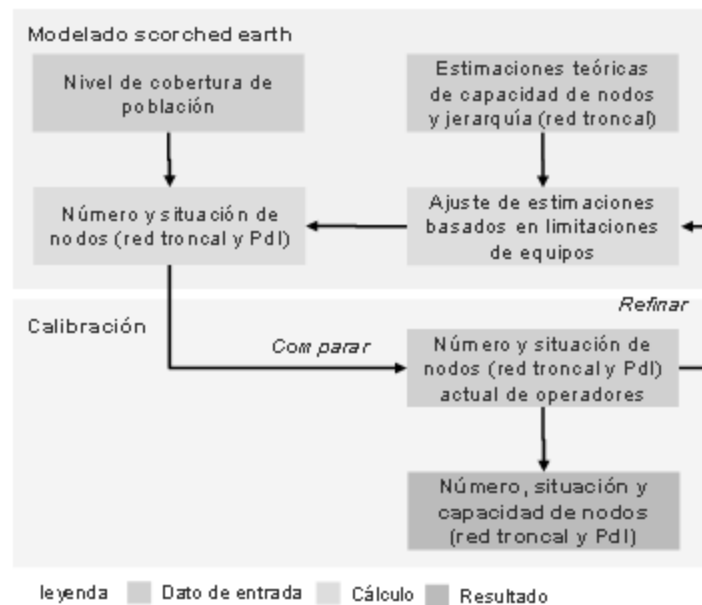 Modelado scorched earth
Nivel de cobertura de
población
Estimaciones teóricas
de capacidad de nodos
y jerarquía (red troncal)
Número y situación de
nodos (red troncal y PdI)
Ajuste de estimaciones
basados en limitaciones
de equipos
Refinar
Calibración
Comparar
Número y situación de
nodos (red troncal y PdI)
actual de operadores
Número, situación y
capacidad de nodos
(red troncal y PdI)
leyenda Dato de entrada Cálculo Resultado